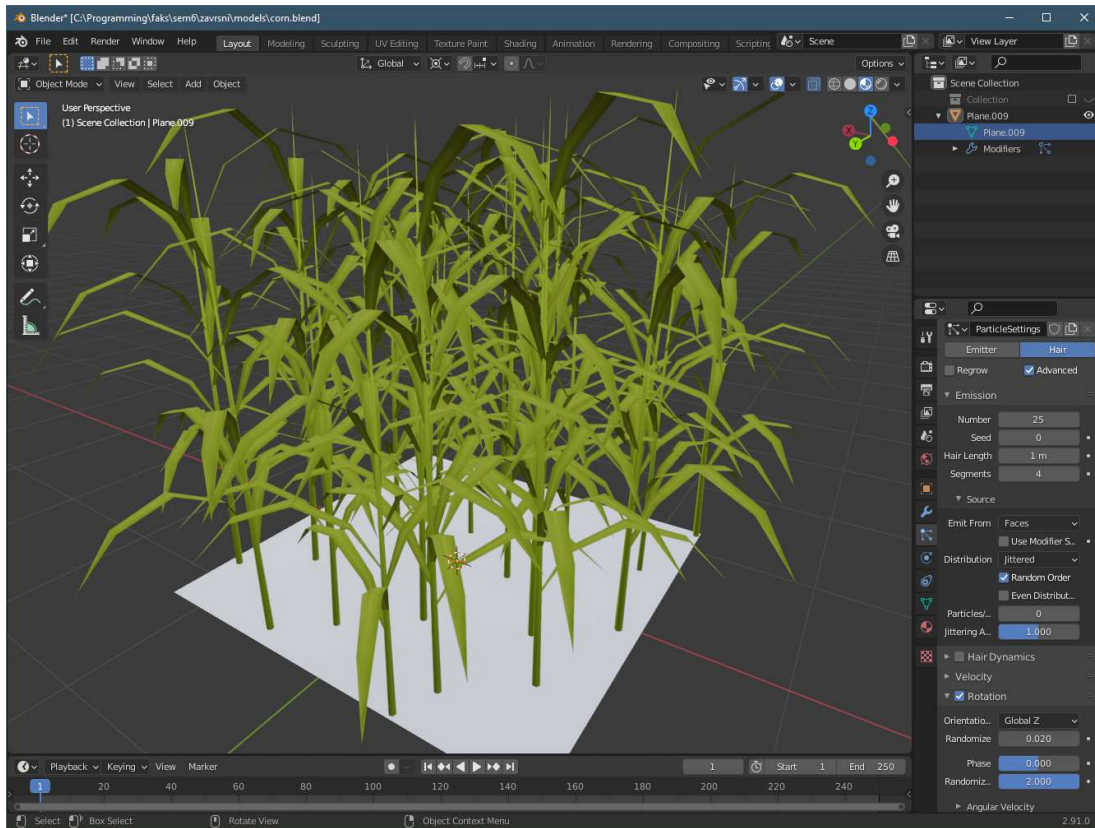 Blender* [C:\Programming\faks\sem6\zavrsni\models\corn.blend]
File Edit Render Window Help Layout Modeling Sculpting UV Editing Texture Paint Shading Animation Rendering Compositing Scripting Scene View Layer
Global Options
Object Mode View Select Add Object
User Perspective
(1) Scene Collection | Plane.009
Z
X
Y
Scene Collection
Collection
Plane.009
Plane.009
Modifiers
ParticleSettings
Emitter Hair
Regrow Advanced
Emission
Number 25
Seed 0
Hair Length 1 m
Segments 4
Source
Emit From Faces
Use Modifier S...
Distribution Jittered
Random Order
Even Distribut...
Particles/... 0
Jittering A... 1.000
Hair Dynamics
Velocity
Rotation
Orientatio... Global Z
Randomize 0.020
Phase 0.000
Randomiz... 2.000
Angular Velocity
Playback Keying View Marker 1 Start 1 End 250
1 20 40 60 80 100 120 140 160 180 200 220 240
Select Box Select Rotate View Object Context Menu 2.91.0